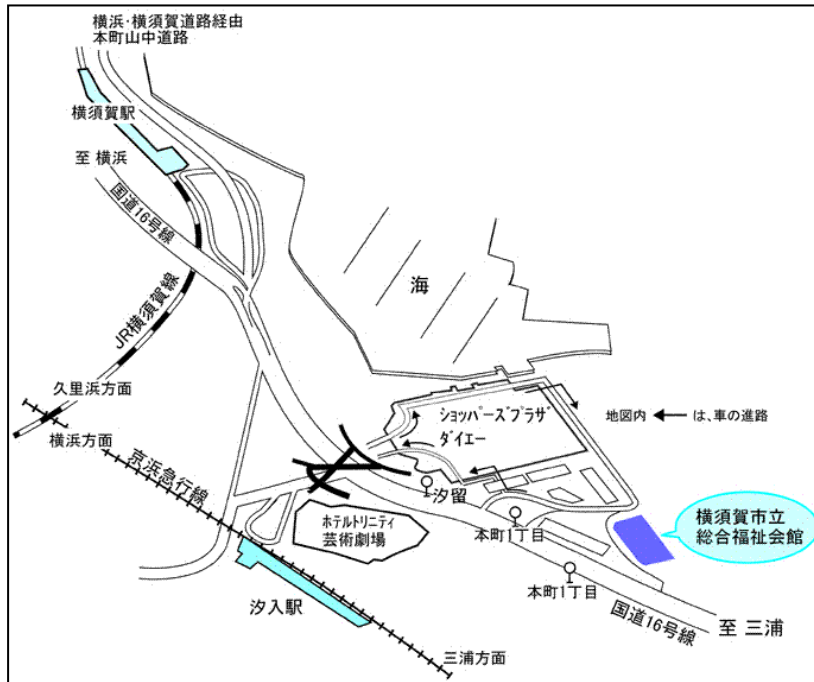 横浜・横須賀道路経由
本町山中道路
横須賀駅
至 横浜
国道16号線
JR横須賀線
海
久里浜方面
横浜方面
京浜急行線
ショッパーズプラザ
ダイエー
地図内 ← は、車の進路
汐留
ホテルトリニティ
芸術劇場
本町1丁目
横須賀市立
総合福祉会館
本町1丁目
汐入駅
国道16号線
至 三浦
三浦方面